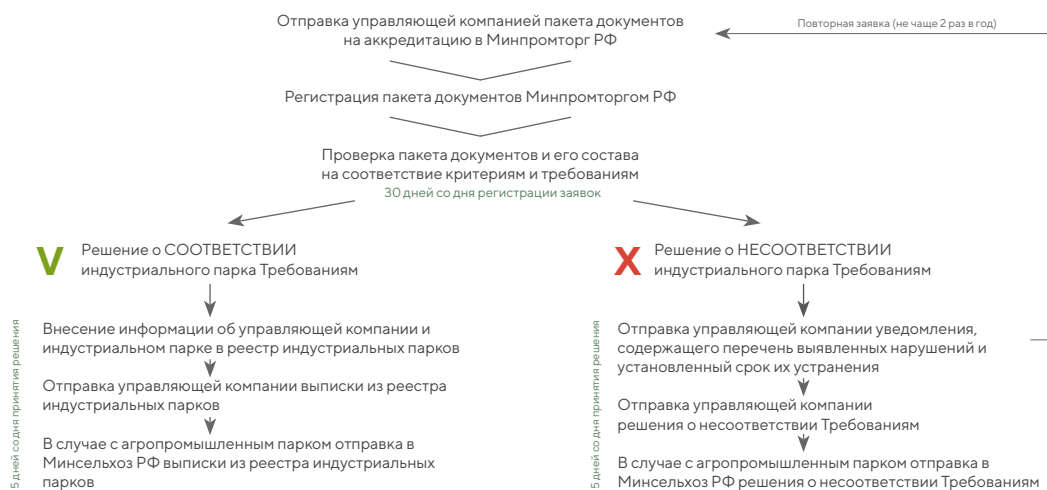 Отправка управляющей компанией пакета документов
на аккредитацию в Минпромторг РФ
Повторная заявка (не чаще 2 раз в год)
Регистрация пакета документов Минпромторгом РФ
Проверка пакета документов и его состава
на соответствие критериям и требованиям
30 дней со дня регистрации заявок
V
Решение о СООТВЕТСТВИИ
индустриального парка Требованиям
5 дней со дня принятия решения
Внесение информации об управляющей компании и
индустриальном парке в реестр индустриальных парков
Отправка управляющей компании выписки из реестра
индустриальных парков
В случае с агропромышленным парком отправка в
Минсельхоз РФ выписки из реестра индустриальных
парков
X
Решение о НЕСООТВЕТСТВИИ
индустриального парка Требованиям
5 дней со дня принятия решения
Отправка управляющей компании уведомления,
содержащего перечень выявленных нарушений и
установленный срок их устранения
Отправка управляющей компании
решения о несоответствии Требованиям
В случае с агропромышленным парком отправка в
Минсельхоз РФ решения о несоответствии Требованиям